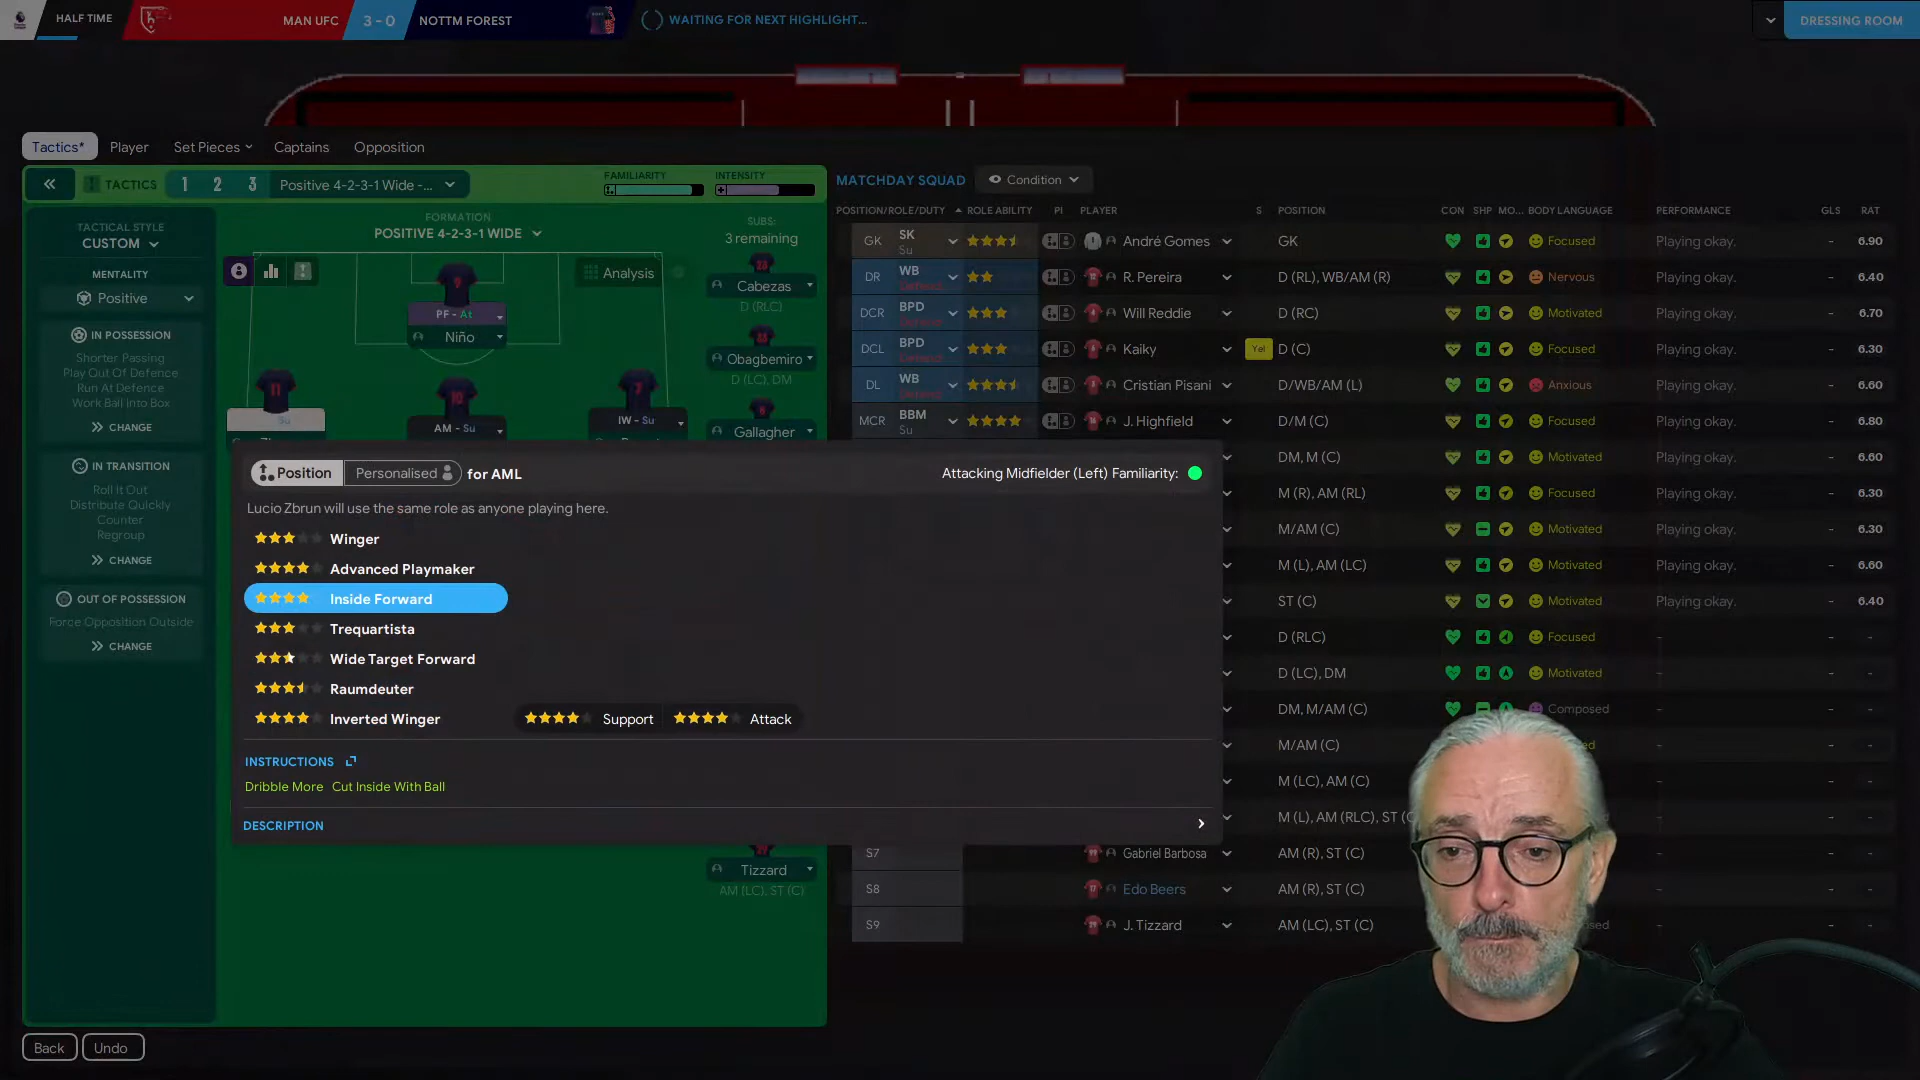 HALF TIME MAN UFC 3 - 0 NOTTM FOREST WAITING FOR NEXT HIGHLIGHT... DRESSING ROOM
Tactics* Player Set Pieces Captains Opposition
TACTICS 1 2 3 Positive 4-2-3-1 Wide -... FAMILIARITY INTENSITY
MATCHDAY SQUAD Condition
TACTICAL STYLE
CUSTOM
MENTALITY
Positive
IN POSSESSION
Shorter Passing
Play Out Of Defence
Run At Defence
Work Ball Into Box
CHANGE
IN TRANSITION
Roll It Out
Distribute Quickly
Counter
Regroup
CHANGE
OUT OF POSSESSION
Force Opposition Outside
CHANGE
FORMATION
POSITIVE 4-2-3-1 WIDE
Analysis
9
PF - At
Niño
11
Su
10
AM - Su
7
IW - Su
SUBS:
3 remaining
Cabezas
D (RLC)
Obagbemiro
D (LC), DM
Gallagher
Tizzard
AM (LC), ST (C)
POSITION/ROLE/DUTY ROLE ABILITY PI PLAYER S POSITION CON SHP MO... BODY LANGUAGE PERFORMANCE GLS RAT
GK SK Su André Gomes GK Focused Playing okay. - 6.90
DR WB Defend R. Pereira D (RL), WB/AM (R) Nervous Playing okay. - 6.40
DCR BPD Defend Will Reddie D (RC) Motivated Playing okay. - 6.70
DCL BPD Defend Kaiky Yel D (C) Focused Playing okay. - 6.30
DL WB Defend Cristian Pisani D/WB/AM (L) Anxious Playing okay. - 6.60
MCR BBM Su J. Highfield D/M (C) Motivated Playing okay. - 6.80
DM, M (C) Motivated Playing okay. - 6.60
M (R), AM (RL) Focused Playing okay. - 6.30
M/AM (C) Motivated Playing okay. - 6.30
M (L), AM (LC) Motivated Playing okay. - 6.60
ST (C) Motivated Playing okay. - 6.40
D (RLC) Focused - - -
D (LC), DM Motivated - - -
DM, M/AM (C) Composed - - -
M/AM (C) - - -
M (LC), AM (C) - - -
M (L), AM (RLC), ST (C - - -
S7 Gabriel Barbosa AM (R), ST (C) - - -
S8 Edo Beers AM (R), ST (C) - - -
S9 J. Tizzard AM (LC), ST (C) - - -
Position Personalised for AML Attacking Midfielder (Left) Familiarity:
Lucio Zbrun will use the same role as anyone playing here.
Winger
Advanced Playmaker
Inside Forward
Trequartista
Wide Target Forward
Raumdeuter
Inverted Winger Support Attack
INSTRUCTIONS
Dribble More Cut Inside With Ball
DESCRIPTION
Back Undo